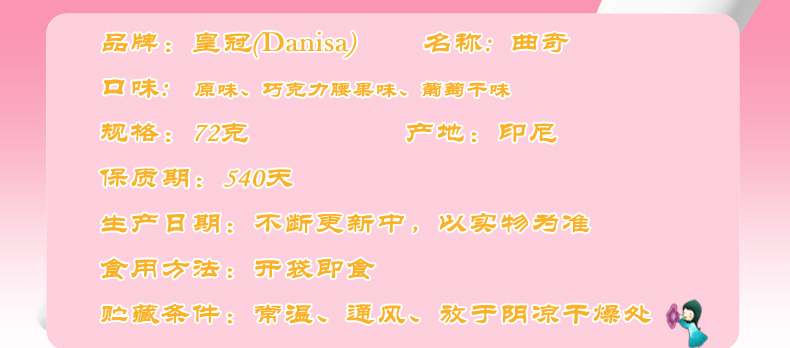 品牌：皇冠(Danisa) 名称：曲奇
口味：原味、巧克力腰果味、葡萄干味
规格：72克 产地：印尼
保质期：540天
生产日期：不断更新中，以实物为准
食用方法：开袋即食
贮藏条件：常温、通风、放于阴凉干燥处